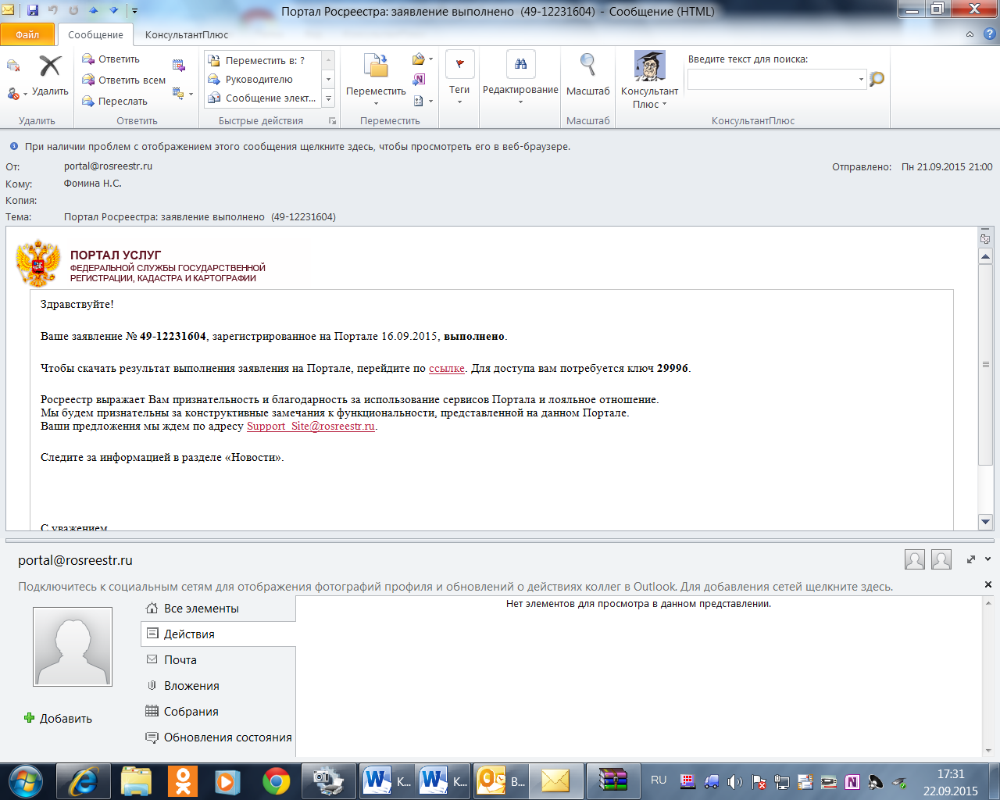 Портал Росреестра: заявление выполнено  (49-12231604)  -  Сообщение (HTML)
Файл
Сообщение
КонсультантПлюс
Удалить
Ответить
Ответить всем
Переслать
Переместить в: ?
Руководителю
Сообщение элект...
Переместить
Теги
Редактирование
Масштаб
Консультант
Плюс
Введите текст для поиска:
Удалить
Ответить
Быстрые действия
Переместить
Масштаб
КонсультантПлюс
При наличии проблем с отображением этого сообщения щелкните здесь, чтобы просмотреть его в веб-браузере.
От: portal@rosreestr.ru
Отправлено: Пн 21.09.2015 21:00
Кому: Фомина Н.С.
Копия:
Тема: Портал Росреестра: заявление выполнено  (49-12231604)
ПОРТАЛ УСЛУГ
ФЕДЕРАЛЬНОЙ СЛУЖБЫ ГОСУДАРСТВЕННОЙ
РЕГИСТРАЦИИ, КАДАСТРА И КАРТОГРАФИИ
Здравствуйте!
Ваше заявление № 49-12231604, зарегистрированное на Портале 16.09.2015, выполнено.
Чтобы скачать результат выполнения заявления на Портале, перейдите по ссылке. Для доступа вам потребуется ключ 29996.
Росреестр выражает Вам признательность и благодарность за использование сервисов Портала и лояльное отношение.
Мы будем признательны за конструктивные замечания к функциональности, представленной на данном Портале.
Ваши предложения мы ждем по адресу Support_Site@rosreestr.ru.
Следите за информацией в разделе «Новости».
С уважением
portal@rosreestr.ru
Подключитесь к социальным сетям для отображения фотографий профиля и обновлений о действиях коллег в Outlook. Для добавления сетей щелкните здесь.
Все элементы
Нет элементов для просмотра в данном представлении.
Действия
Почта
Вложения
Собрания
Обновления состояния
Добавить
К...
К...
В...
RU
17:31
22.09.2015